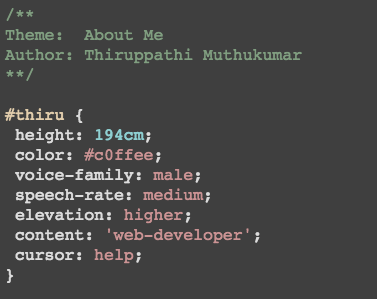 /**
Theme:  About Me
Author: Thiruppathi Muthukumar
**/
#thiru {
height: 194cm;
color: #c0ffee;
voice-family: male;
speech-rate: medium;
elevation: higher;
content: 'web-developer';
cursor: help;
}